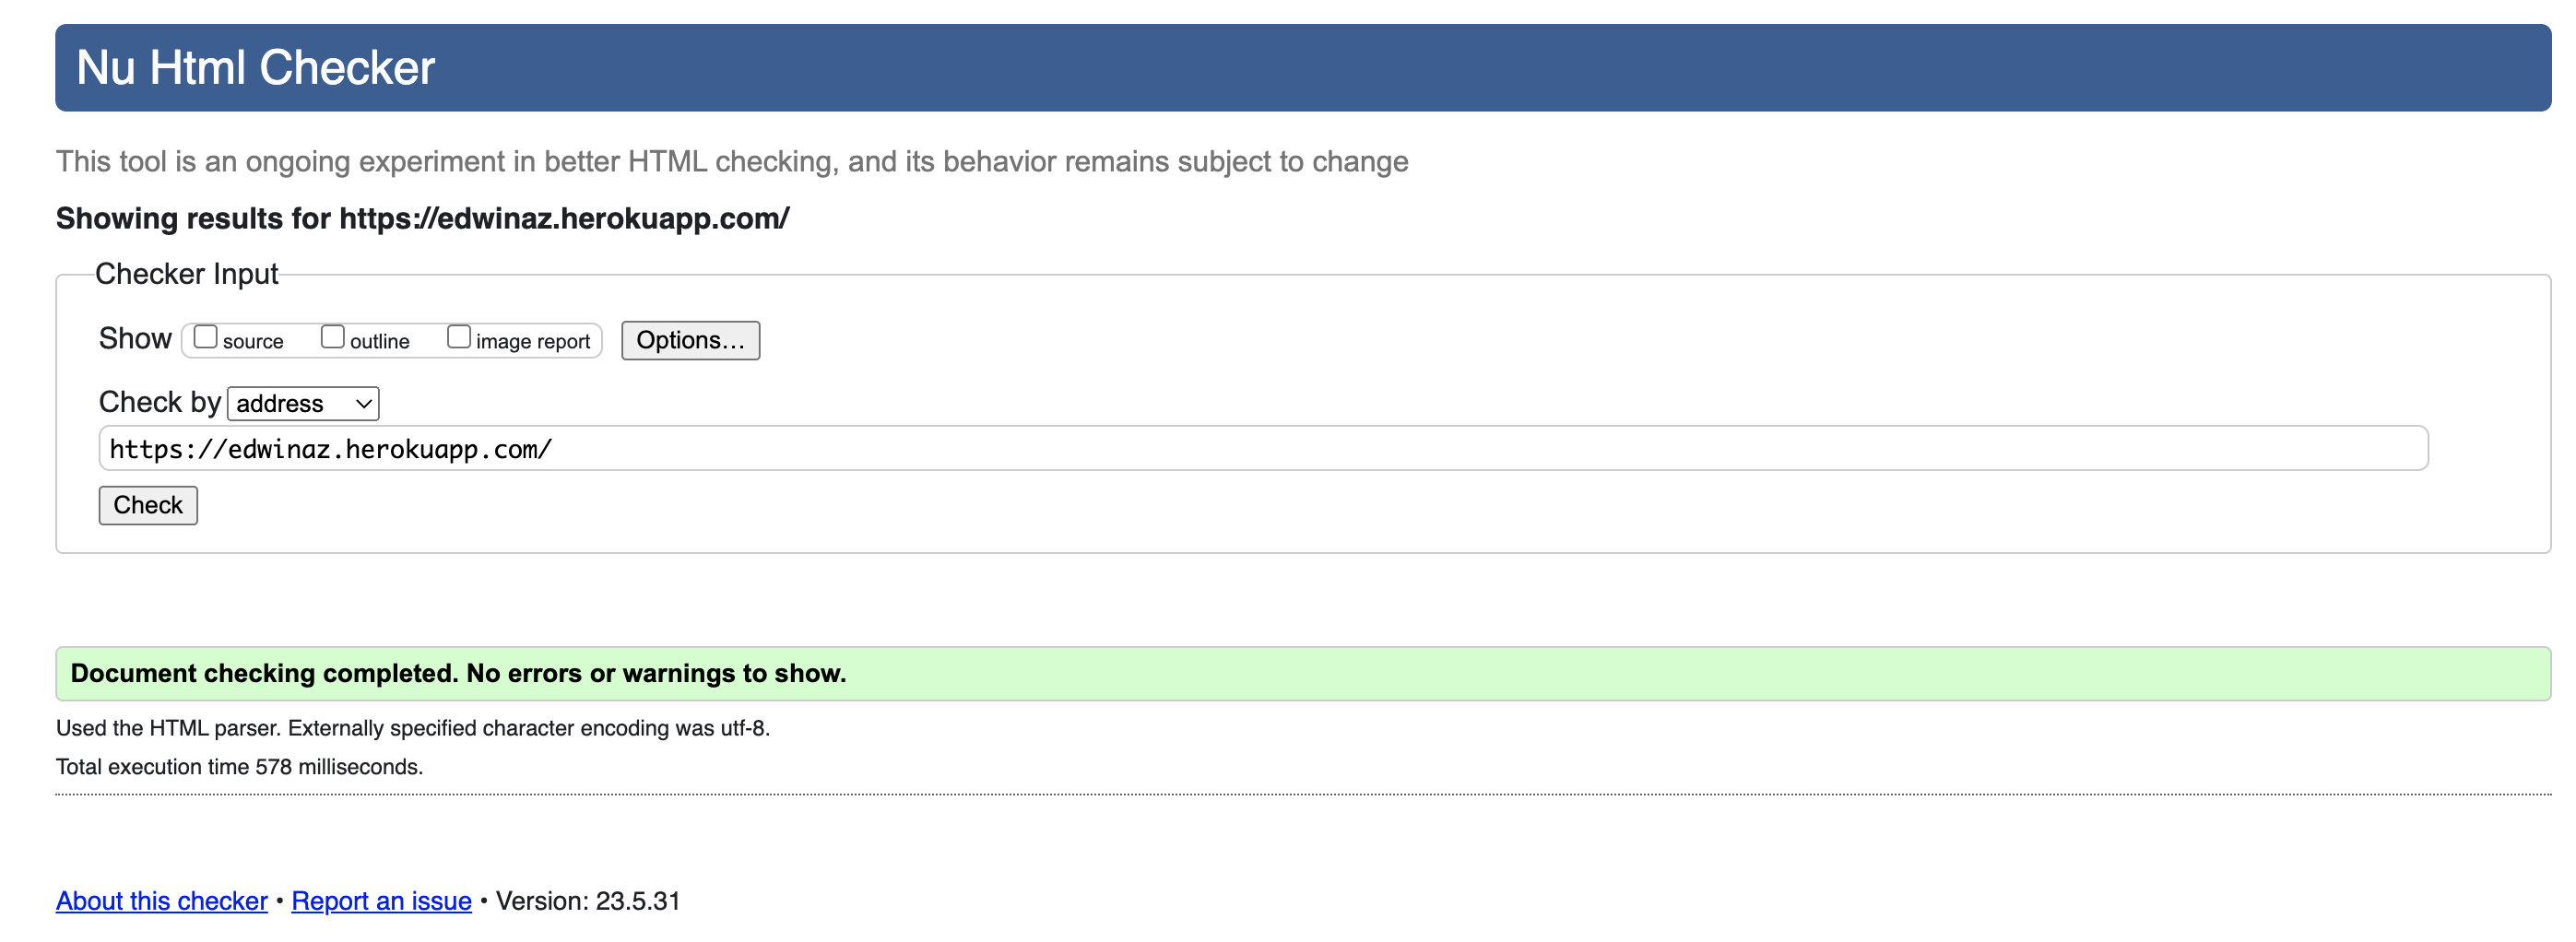 Nu Html Checker
This tool is an ongoing experiment in better HTML checking, and its behavior remains subject to change
Showing results for https://edwinaz.herokuapp.com/
Checker Input
Show source outline image report Options...
Check by address
https://edwinaz.herokuapp.com/
Check
Document checking completed. No errors or warnings to show.
Used the HTML parser. Externally specified character encoding was utf-8.
Total execution time 578 milliseconds.
About this checker • Report an issue • Version: 23.5.31